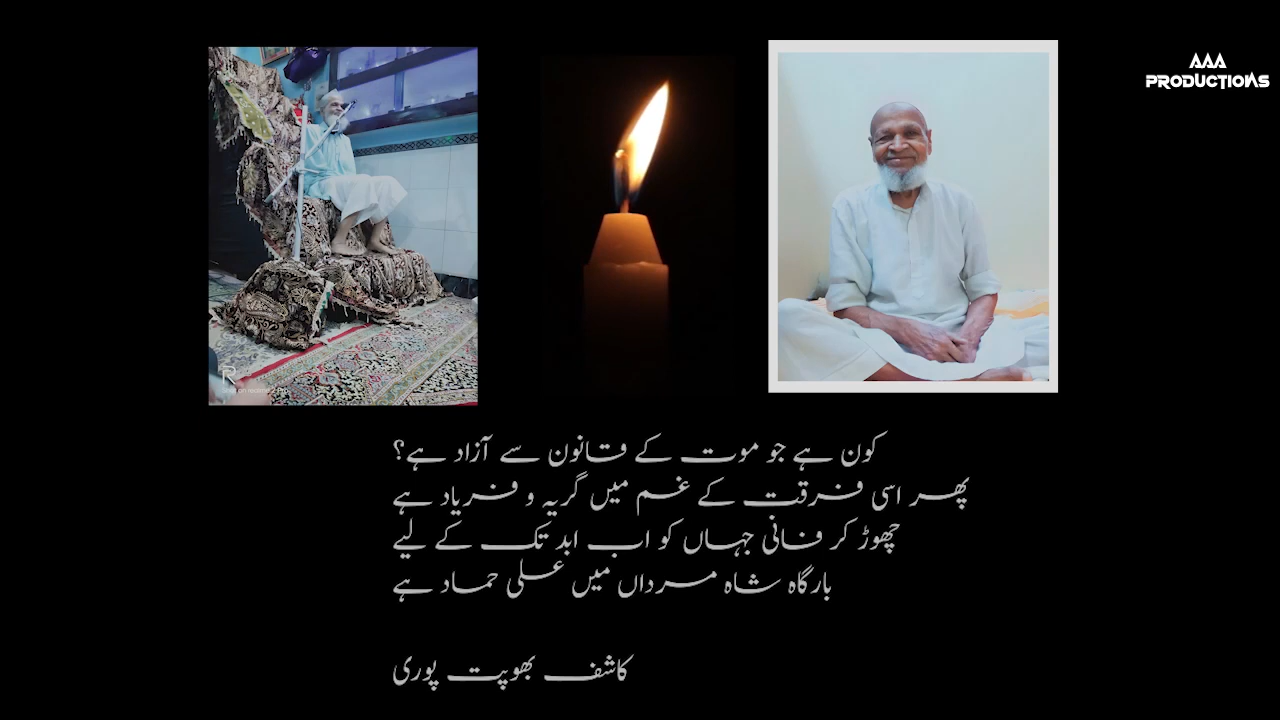 AAA
PRODUCTIONS
کون ہے جو موت کے قانون سے آزاد ہے؟
پھر اسی فرقت کے غم میں گریہ و فریاد ہے
چھوڑ کر فانی جہاں کو اب ابد تک کے لیے
بارگاہ شاہ مرداں میں علی حماد ہے
کاشف بھوپت پوری